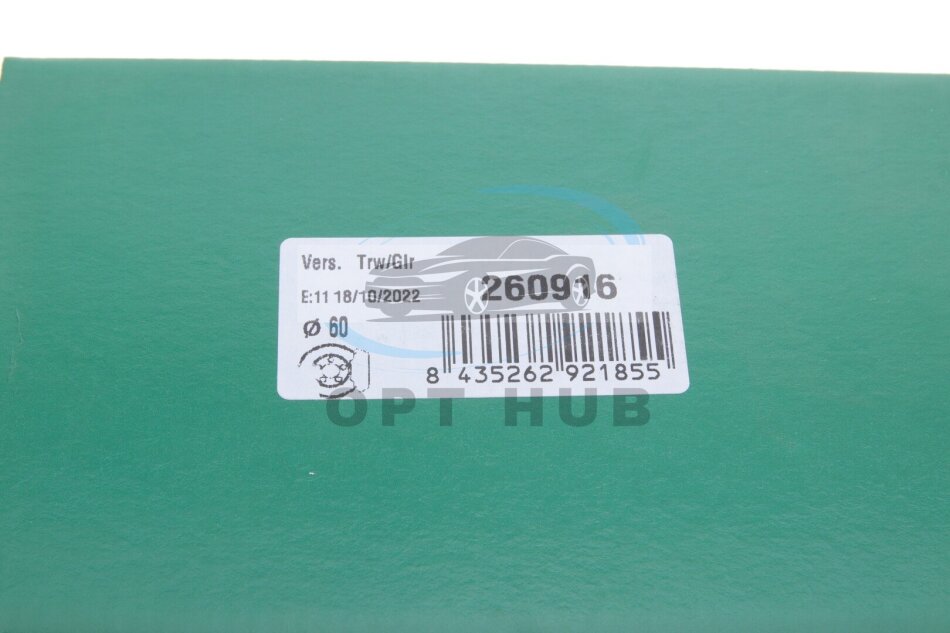 Vers. Trw/Glr
260916
E:11 18/10/2022
Ø 60
8 435262 921855
OPT HUB